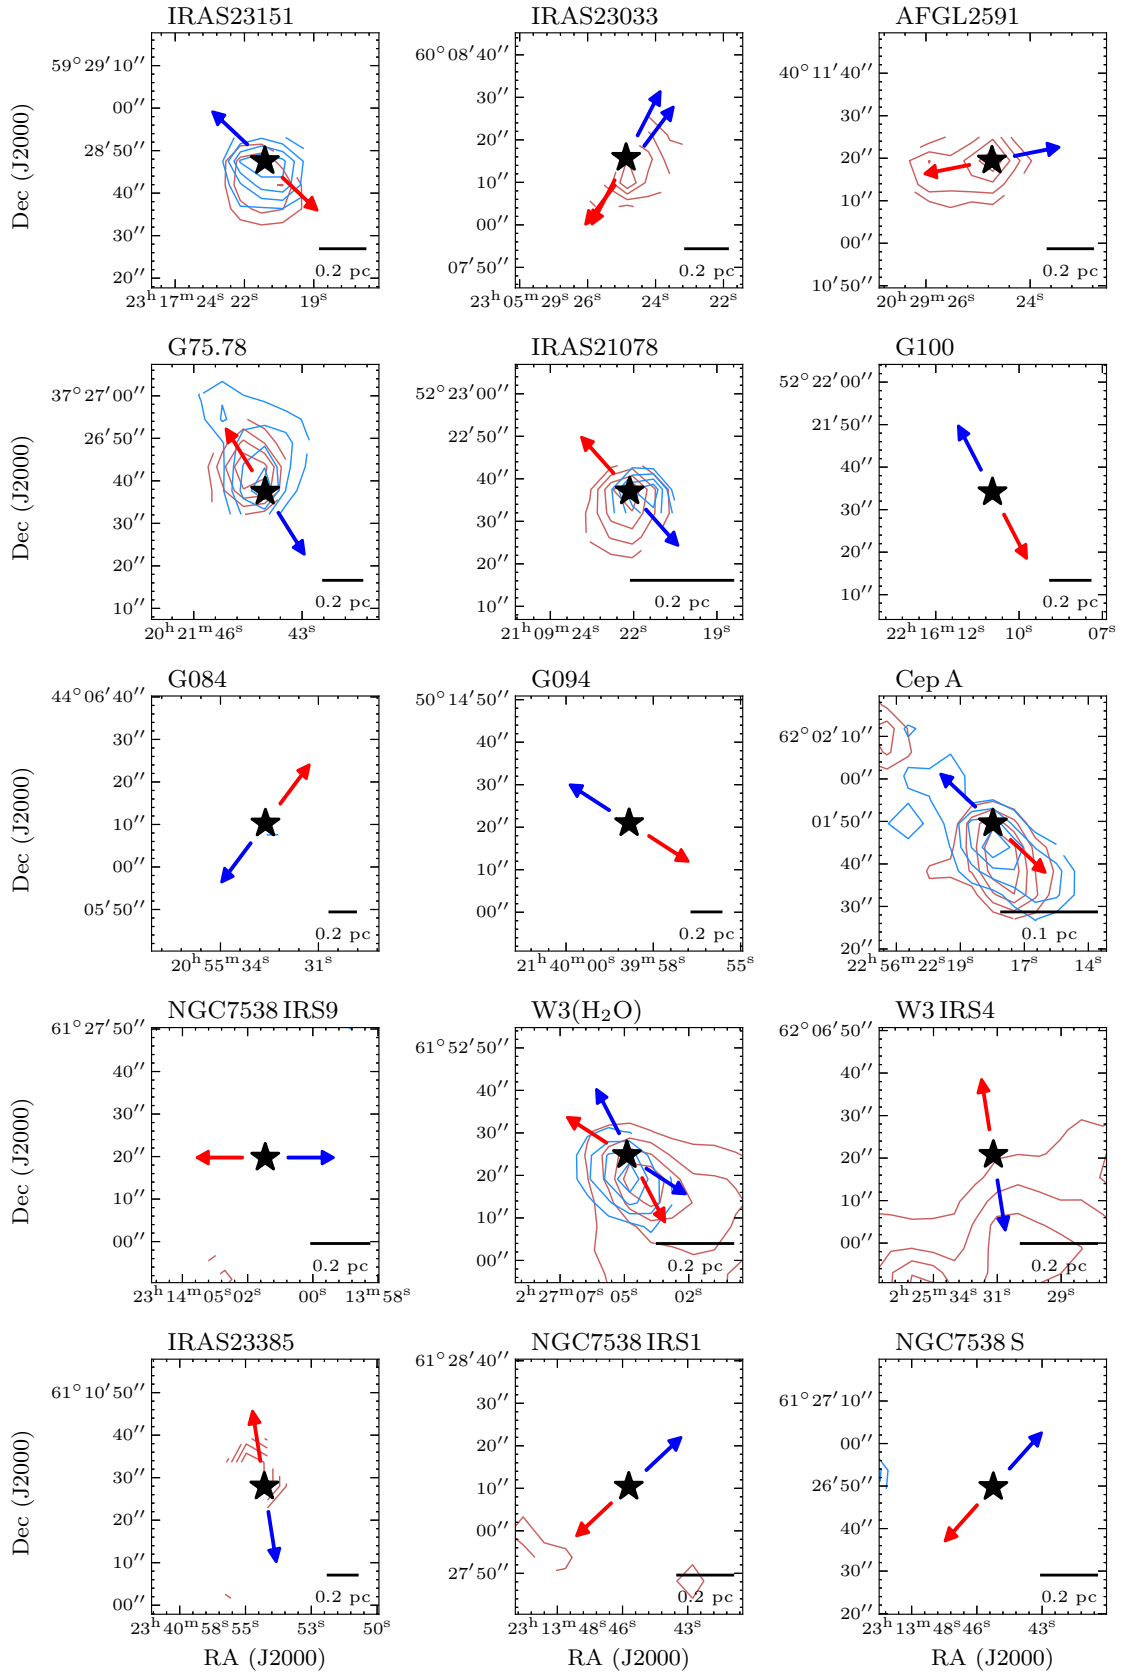 IRAS23151 IRAS23033 AFGL2591
Dec (J2000)
59°29′10″
00″
28′50″
40″
30″
20″
0.2 pc
23ʰ17ᵐ24ˢ 22ˢ 19ˢ
60°08′40″
30″
20″
10″
00″
07′50″
0.2 pc
23ʰ05ᵐ29ˢ 26ˢ 24ˢ 22ˢ
40°11′40″
30″
20″
10″
00″
10′50″
0.2 pc
20ʰ29ᵐ26ˢ 24ˢ
G75.78 IRAS21078 G100
Dec (J2000)
37°27′00″
26′50″
40″
30″
20″
10″
0.2 pc
20ʰ21ᵐ46ˢ 43ˢ
52°23′00″
22′50″
40″
30″
20″
10″
0.2 pc
21ʰ09ᵐ24ˢ 22ˢ 19ˢ
52°22′00″
21′50″
40″
30″
20″
10″
0.2 pc
22ʰ16ᵐ12ˢ 10ˢ 07ˢ
G084 G094 Cep A
Dec (J2000)
44°06′40″
30″
20″
10″
00″
05′50″
0.2 pc
20ʰ55ᵐ34ˢ 31ˢ
50°14′50″
40″
30″
20″
10″
00″
0.2 pc
21ʰ40ᵐ00ˢ 39ᵐ58ˢ 55ˢ
62°02′10″
00″
01′50″
40″
30″
20″
0.1 pc
22ʰ56ᵐ22ˢ 19ˢ 17ˢ 14ˢ
NGC7538 IRS9 W3(H₂O) W3 IRS4
Dec (J2000)
61°27′50″
40″
30″
20″
10″
00″
0.2 pc
23ʰ14ᵐ05ˢ 02ˢ 00ˢ 13ᵐ58ˢ
61°52′50″
40″
30″
20″
10″
00″
0.2 pc
2ʰ27ᵐ07ˢ 05ˢ 02ˢ
62°06′50″
40″
30″
20″
10″
00″
0.2 pc
2ʰ25ᵐ34ˢ 31ˢ 29ˢ
IRAS23385 NGC7538 IRS1 NGC7538 S
Dec (J2000)
61°10′50″
40″
30″
20″
10″
00″
0.2 pc
23ʰ40ᵐ58ˢ 55ˢ 53ˢ 50ˢ
RA (J2000)
61°28′40″
30″
20″
10″
00″
27′50″
0.2 pc
23ʰ13ᵐ48ˢ 46ˢ 43ˢ
RA (J2000)
61°27′10″
00″
26′50″
40″
30″
20″
0.2 pc
23ʰ13ᵐ48ˢ 46ˢ 43ˢ
RA (J2000)